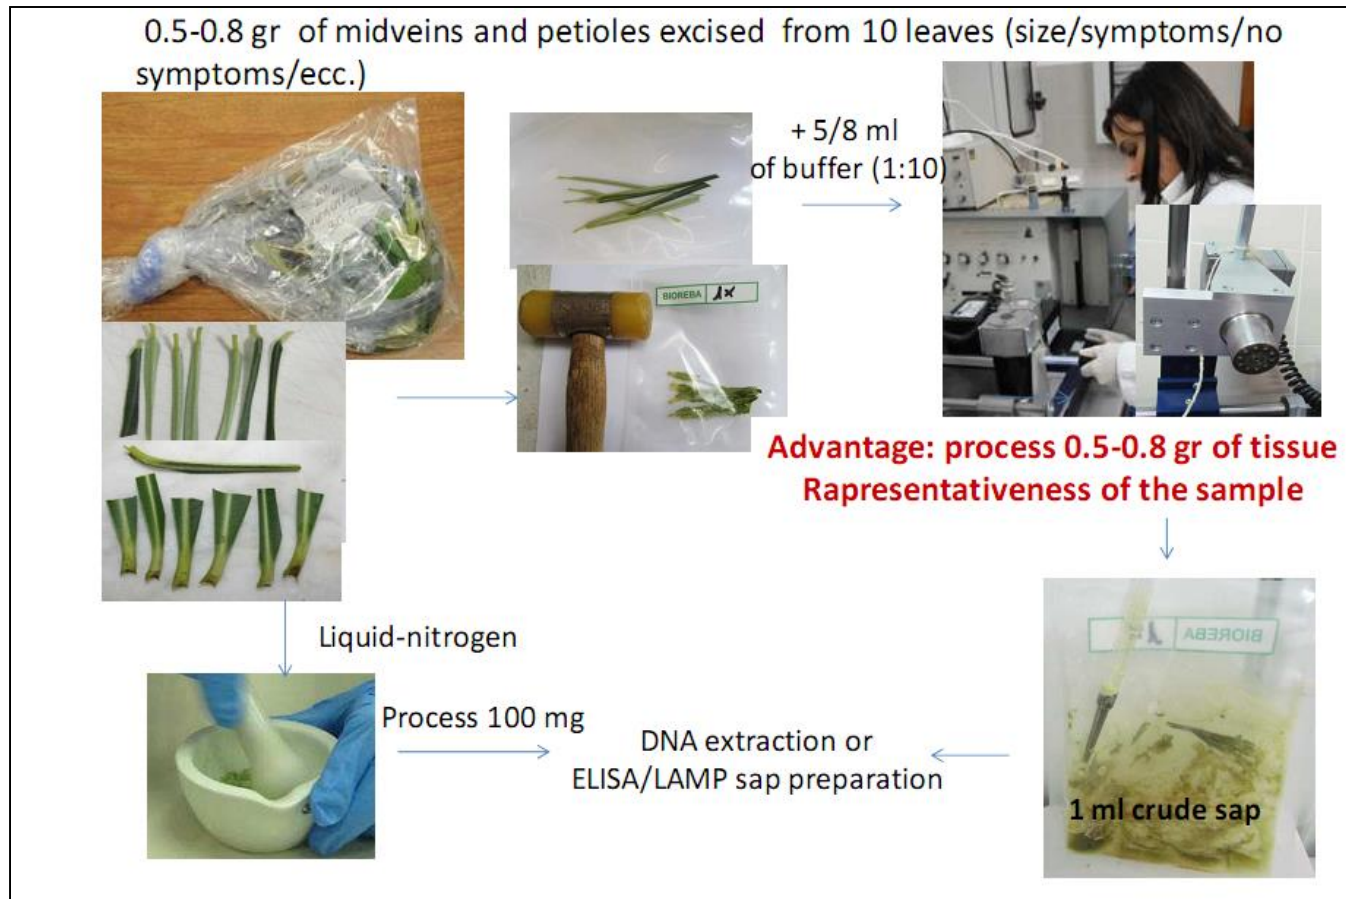 0.5-0.8 gr of midveins and petioles excised from 10 leaves (size/symptoms/no
symptoms/ecc.)
+ 5/8 ml
of buffer (1:10)
BIOREBA
Advantage: process 0.5-0.8 gr of tissue
Rapresentativeness of the sample
Liquid-nitrogen
Process 100 mg
DNA extraction or
ELISA/LAMP sap preparation
BIOREBA
1 ml crude sap